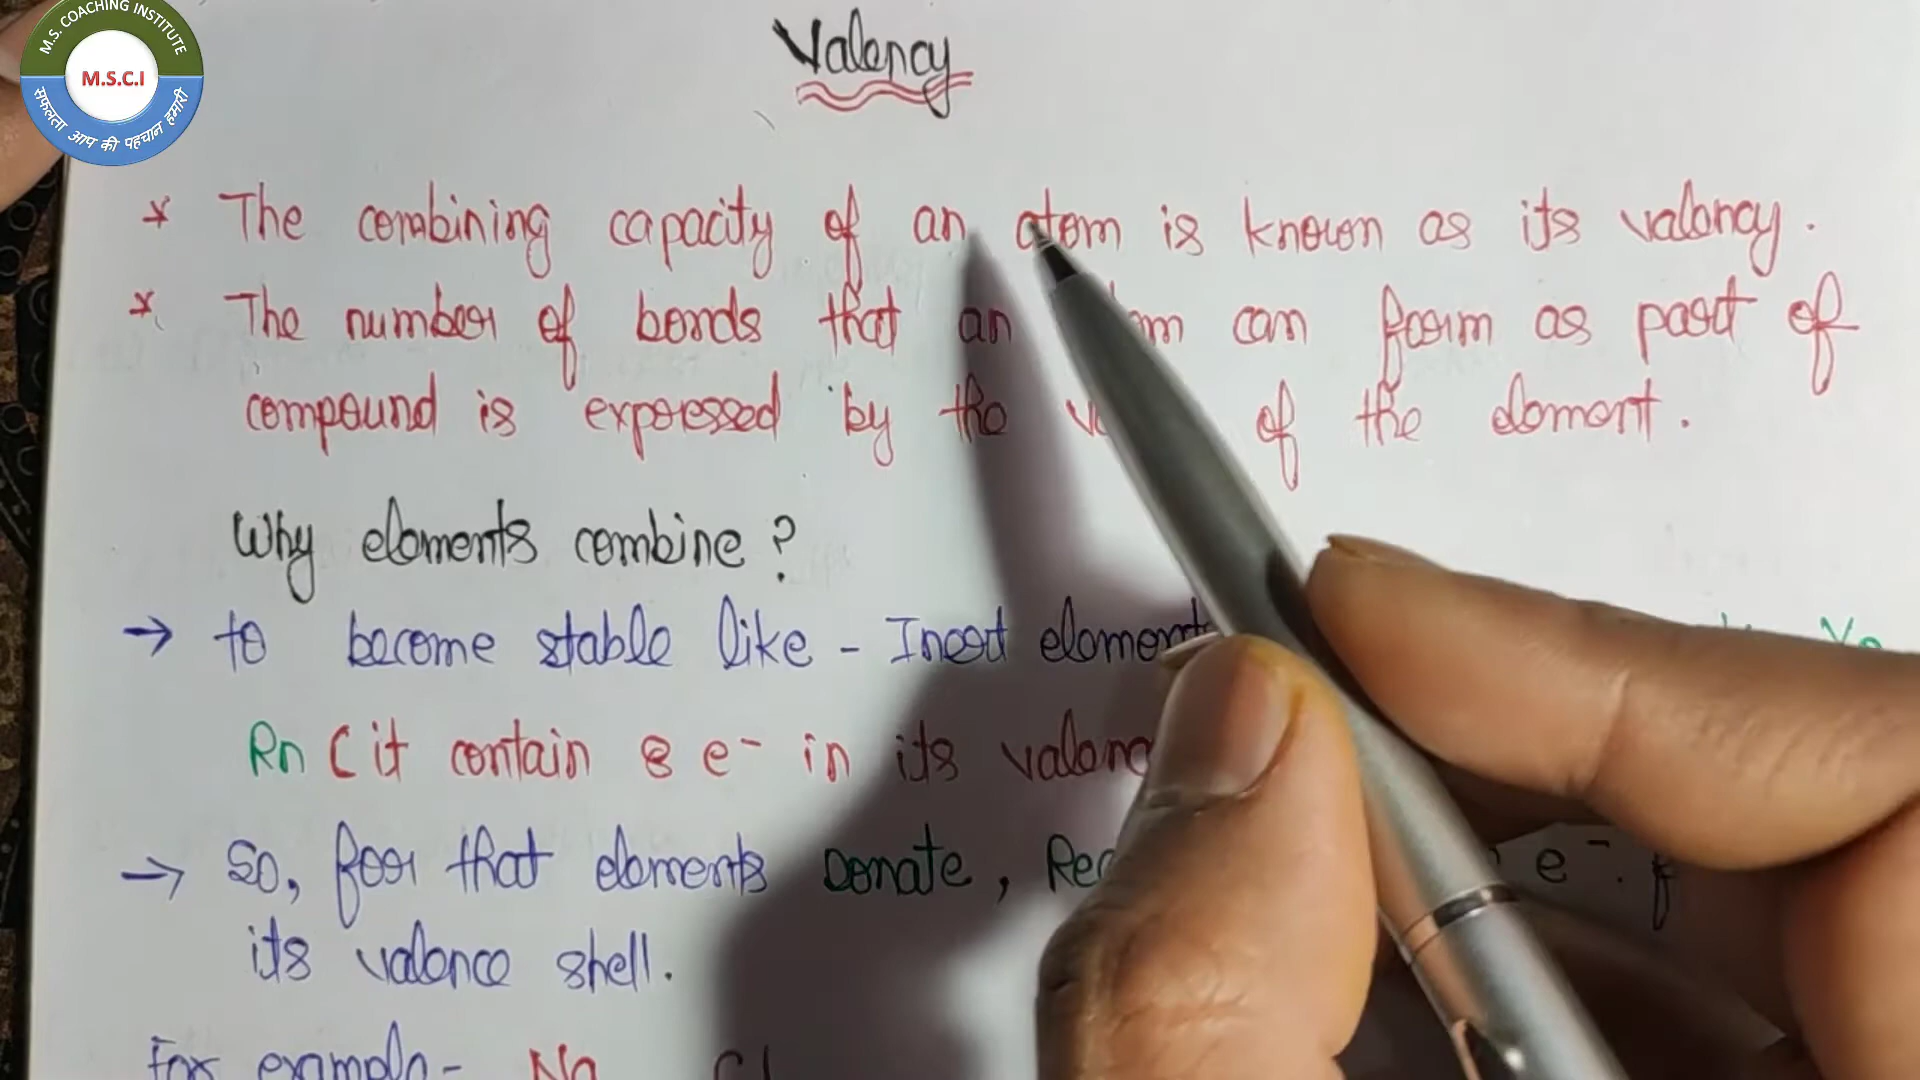 M.S. COACHING INSTITUTE
M.S.C.I
सफलता आप की पहचान हमारी
Valency
* The combining capacity of an atom is known as its valency.
* The number of bonds that an can form as part of
compound is expressed by the of the element.
Why elements combine ?
→ to become stable like - Inert element
Rn ( it contain 8 e⁻ in its
→ So, for that elements Donate , e⁻.
its valence shell.
For example - Na Cl